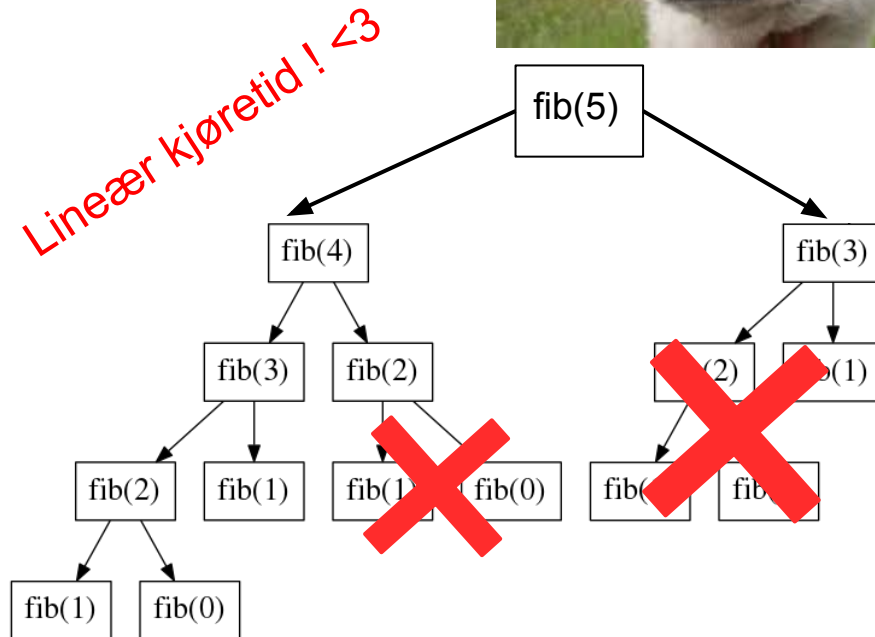 Lineær kjøretid ! <3
fib(5)
fib(4)
fib(3)
fib(3)
fib(2)
fib(2)
fib(1)
fib(1)
fib(0)
fib(1)
fib(0)